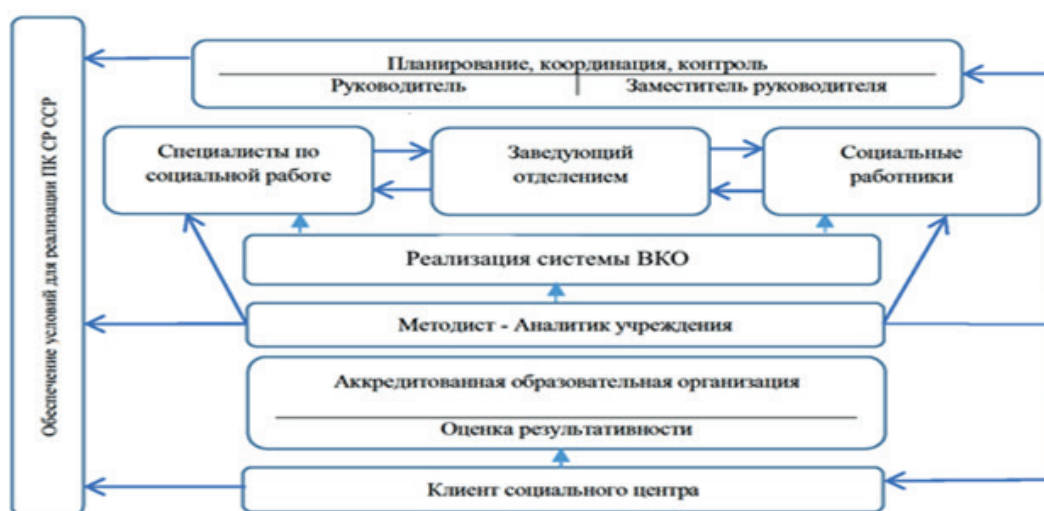 Обеспечение условий для реализации ПК СР ССР
Планирование, координация, контроль
Руководитель
Заместитель руководителя
Специалисты по
социальной работе
Заведующий
отделением
Социальные
работники
Реализация системы ВКО
Методист - Аналитик учреждения
Аккредитованная образовательная организация
Оценка результативности
Клиент социального центра